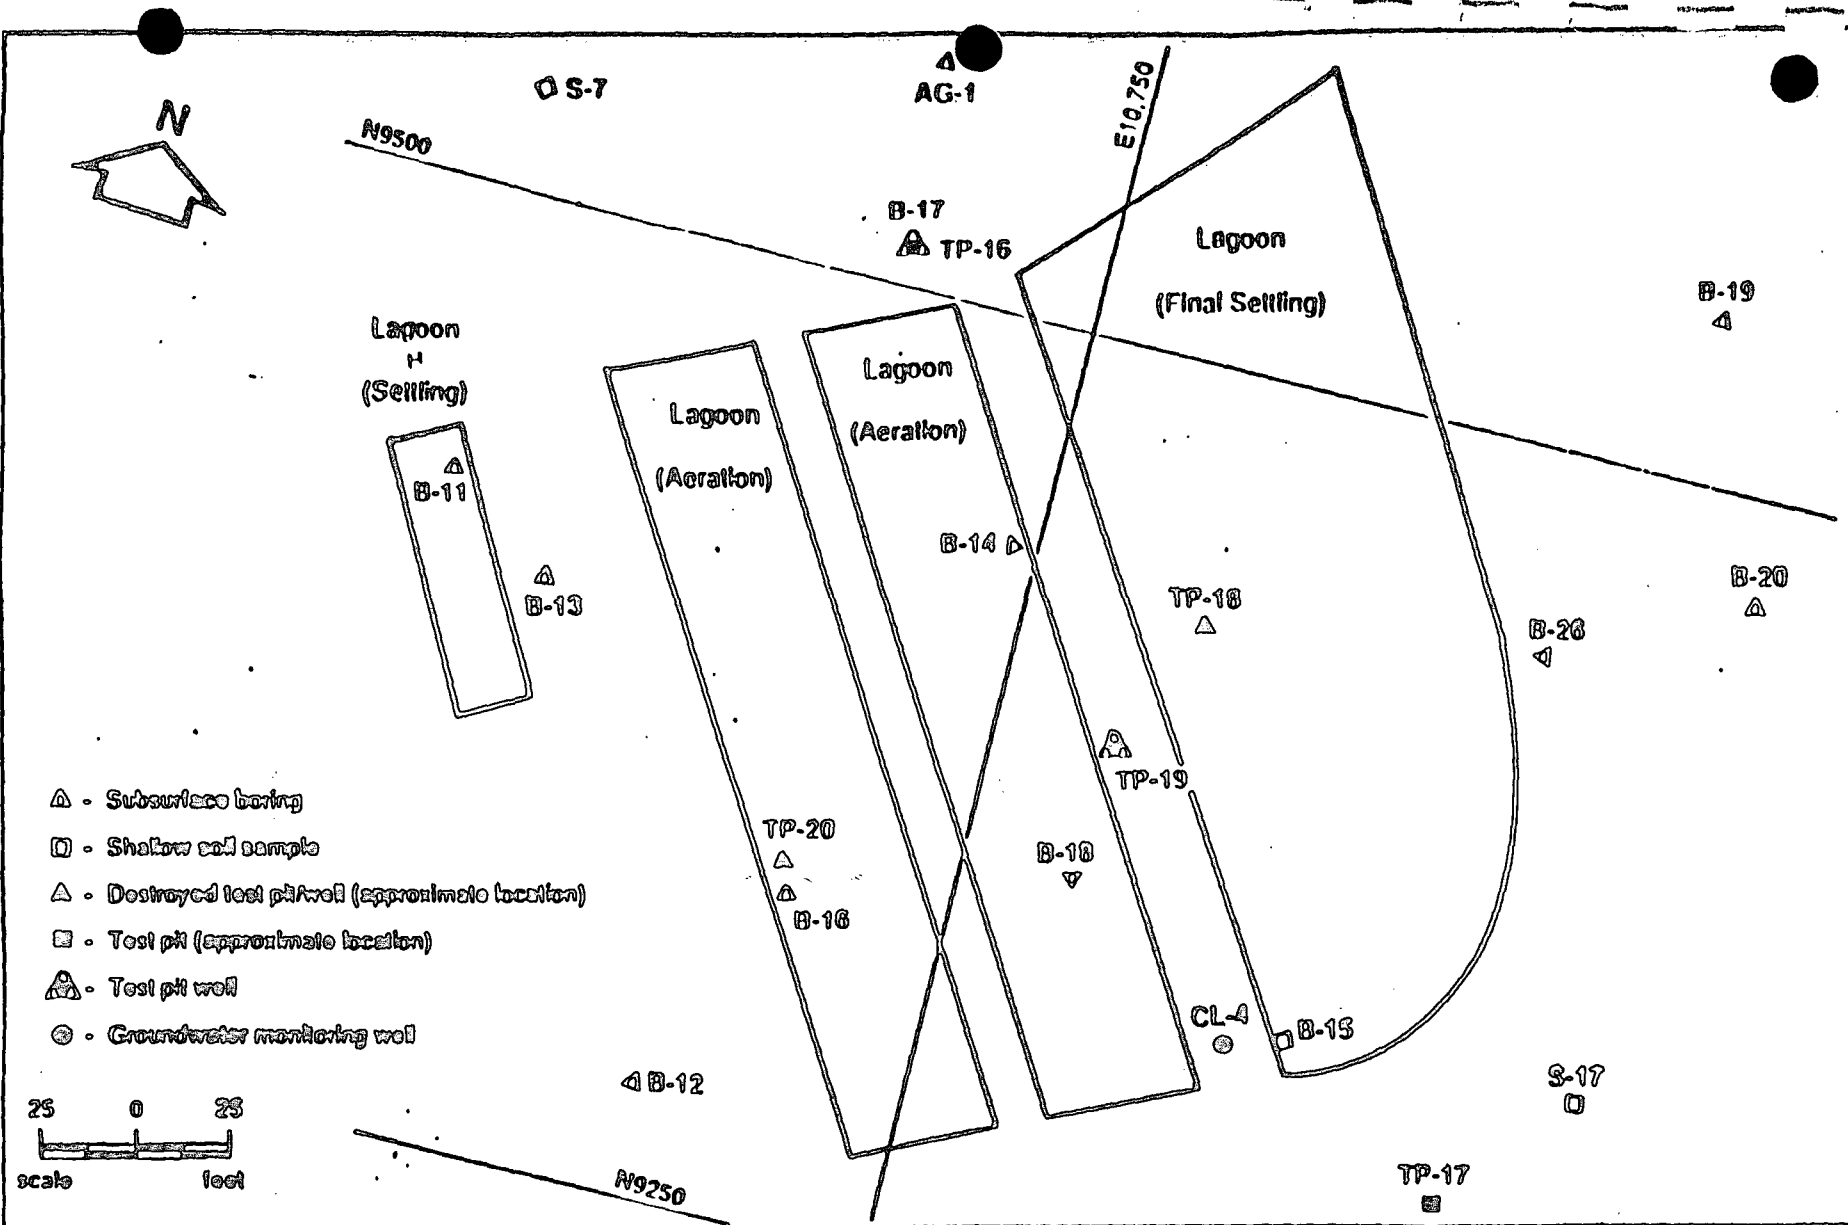 N
S-7
AG-1
E10,750
N9500
B-17
TP-16
Lagoon
(Final Settling)
B-19
Lagoon
(Settling)
Lagoon
(Aeration)
Lagoon
(Aeration)
B-11
B-14
B-13
TP-18
B-20
B-26
TP-19
- Subsurface boring
- Shallow soil sample
- Destroyed test pit/well (approximate location)
- Test pit (approximate location)
- Test pit well
- Groundwater monitoring well
TP-20
B-16
B-18
CL-4
B-15
B-12
S-17
25 0 25
scale feet
N9250
TP-17